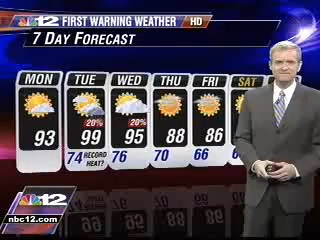 12 FIRST WARNING WEATHER HD
7 DAY FORECAST
MON TUE WED THU FRI SAT
20% 20%
93 99 95 88 86
74 RECORD HEAT? 76 70 66
12
nbc12.com